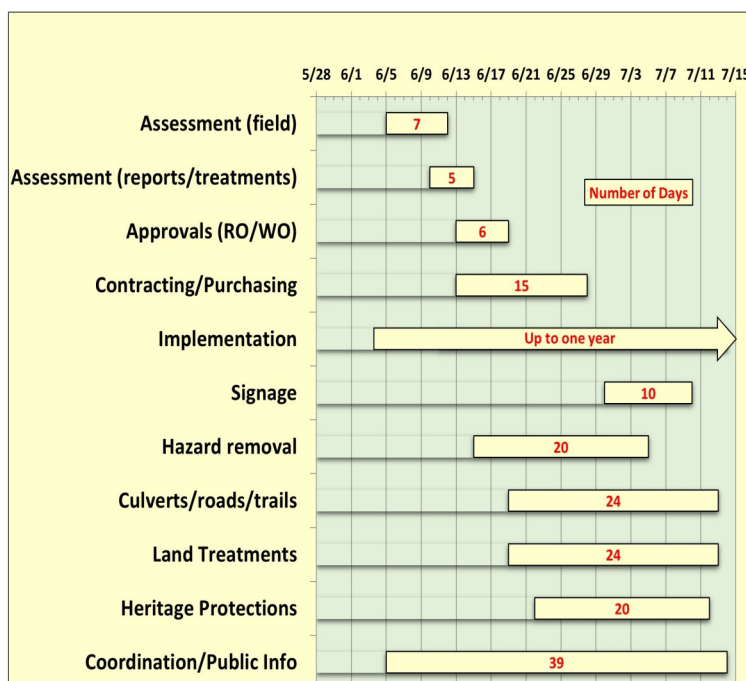 5/28 6/1 6/5 6/9 6/13 6/17 6/21 6/25 6/29 7/3 7/7 7/11 7/15
Assessment (field) 7
Assessment (reports/treatments) 5
Number of Days
Approvals (RO/WO) 6
Contracting/Purchasing 15
Implementation Up to one year
Signage 10
Hazard removal 20
Culverts/roads/trails 24
Land Treatments 24
Heritage Protections 20
Coordination/Public Info 39